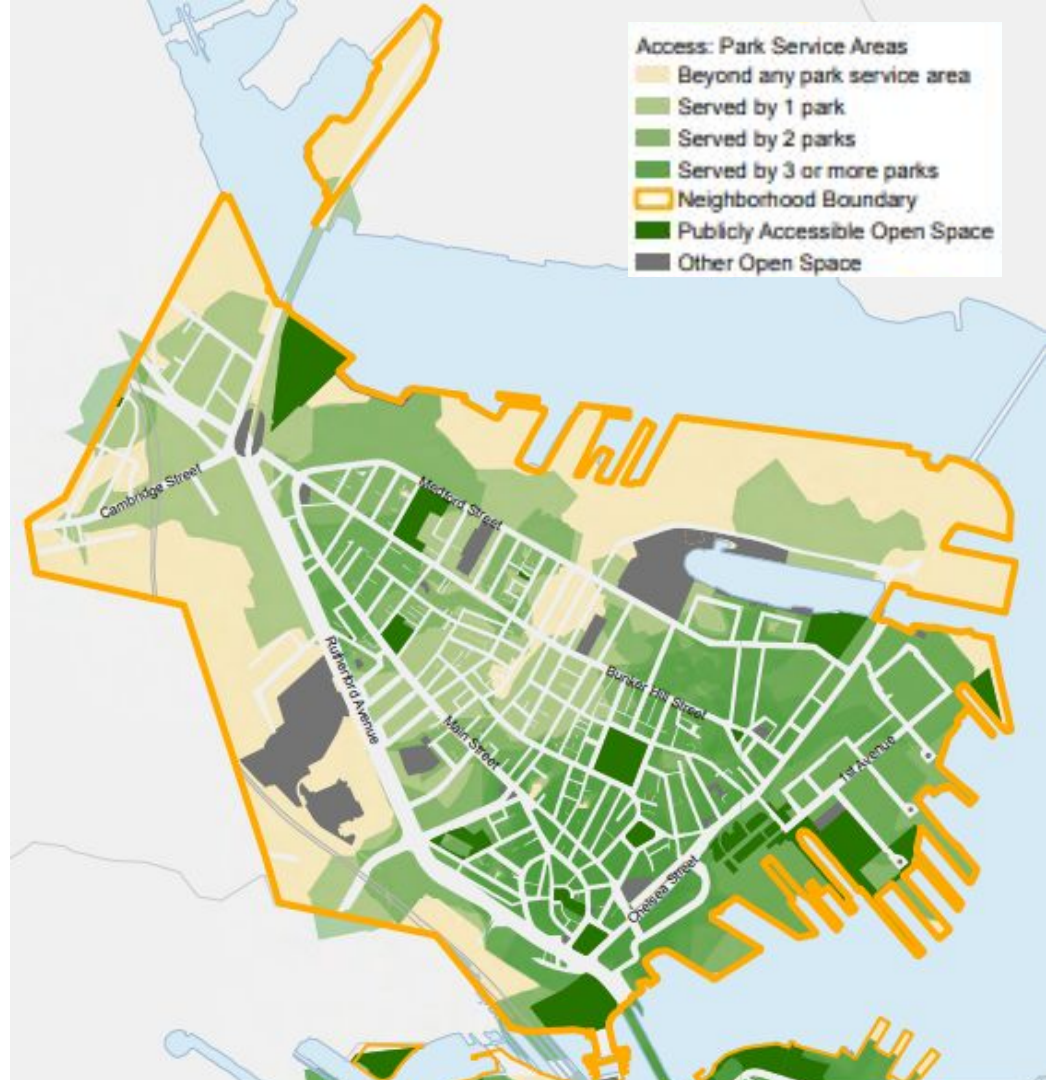 Access: Park Service Areas
Beyond any park service area
Served by 1 park
Served by 2 parks
Served by 3 or more parks
Neighborhood Boundary
Publicly Accessible Open Space
Other Open Space
Cambridge Street
Medford Street
Rutherford Avenue
Bunker Hill Street
Main Street
1st Avenue
Chelsea Street